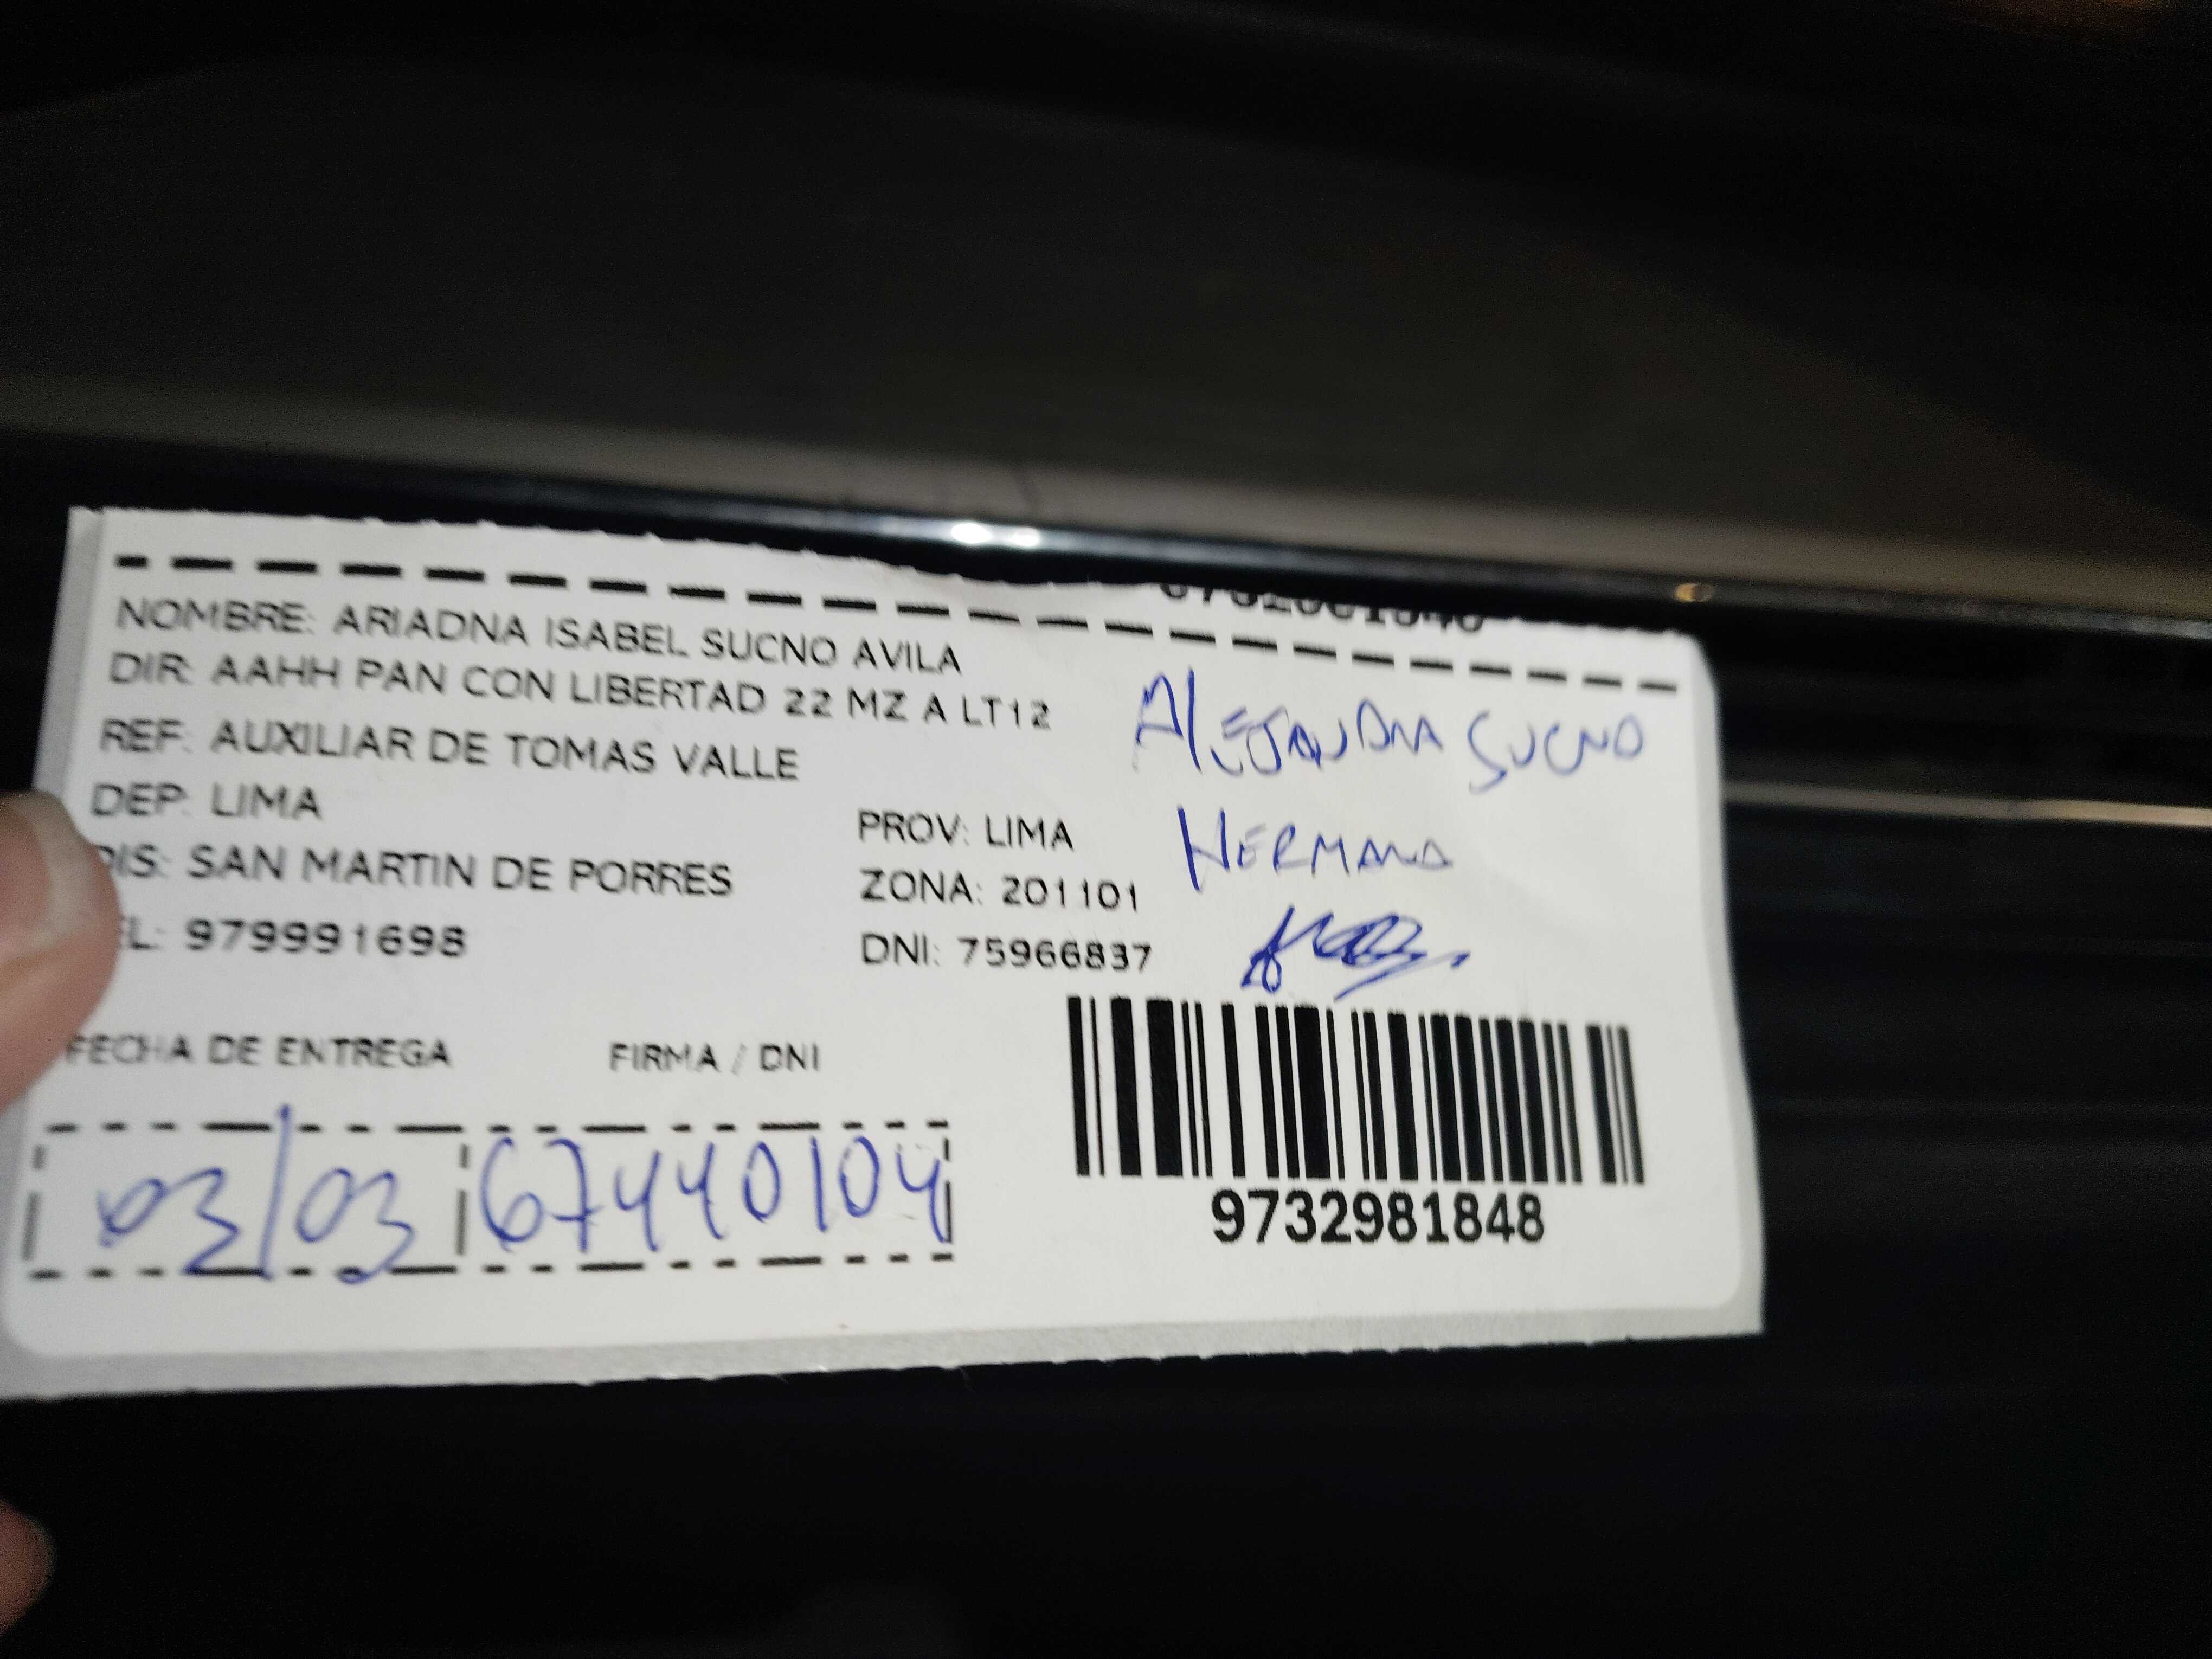 NOMBRE: ARIADNA ISABEL SUCNO AVILA
DIR: AAHH PAN CON LIBERTAD 22 MZ A LT12
REF: AUXILIAR DE TOMAS VALLE
DEP: LIMA
PROV: LIMA
DIS: SAN MARTIN DE PORRES
ZONA: 201101
EL: 979991698
DNI: 75966837
Alejandra Sucno
Hermana
FECHA DE ENTREGA
FIRMA / DNI
03/03
67440104
9732981848